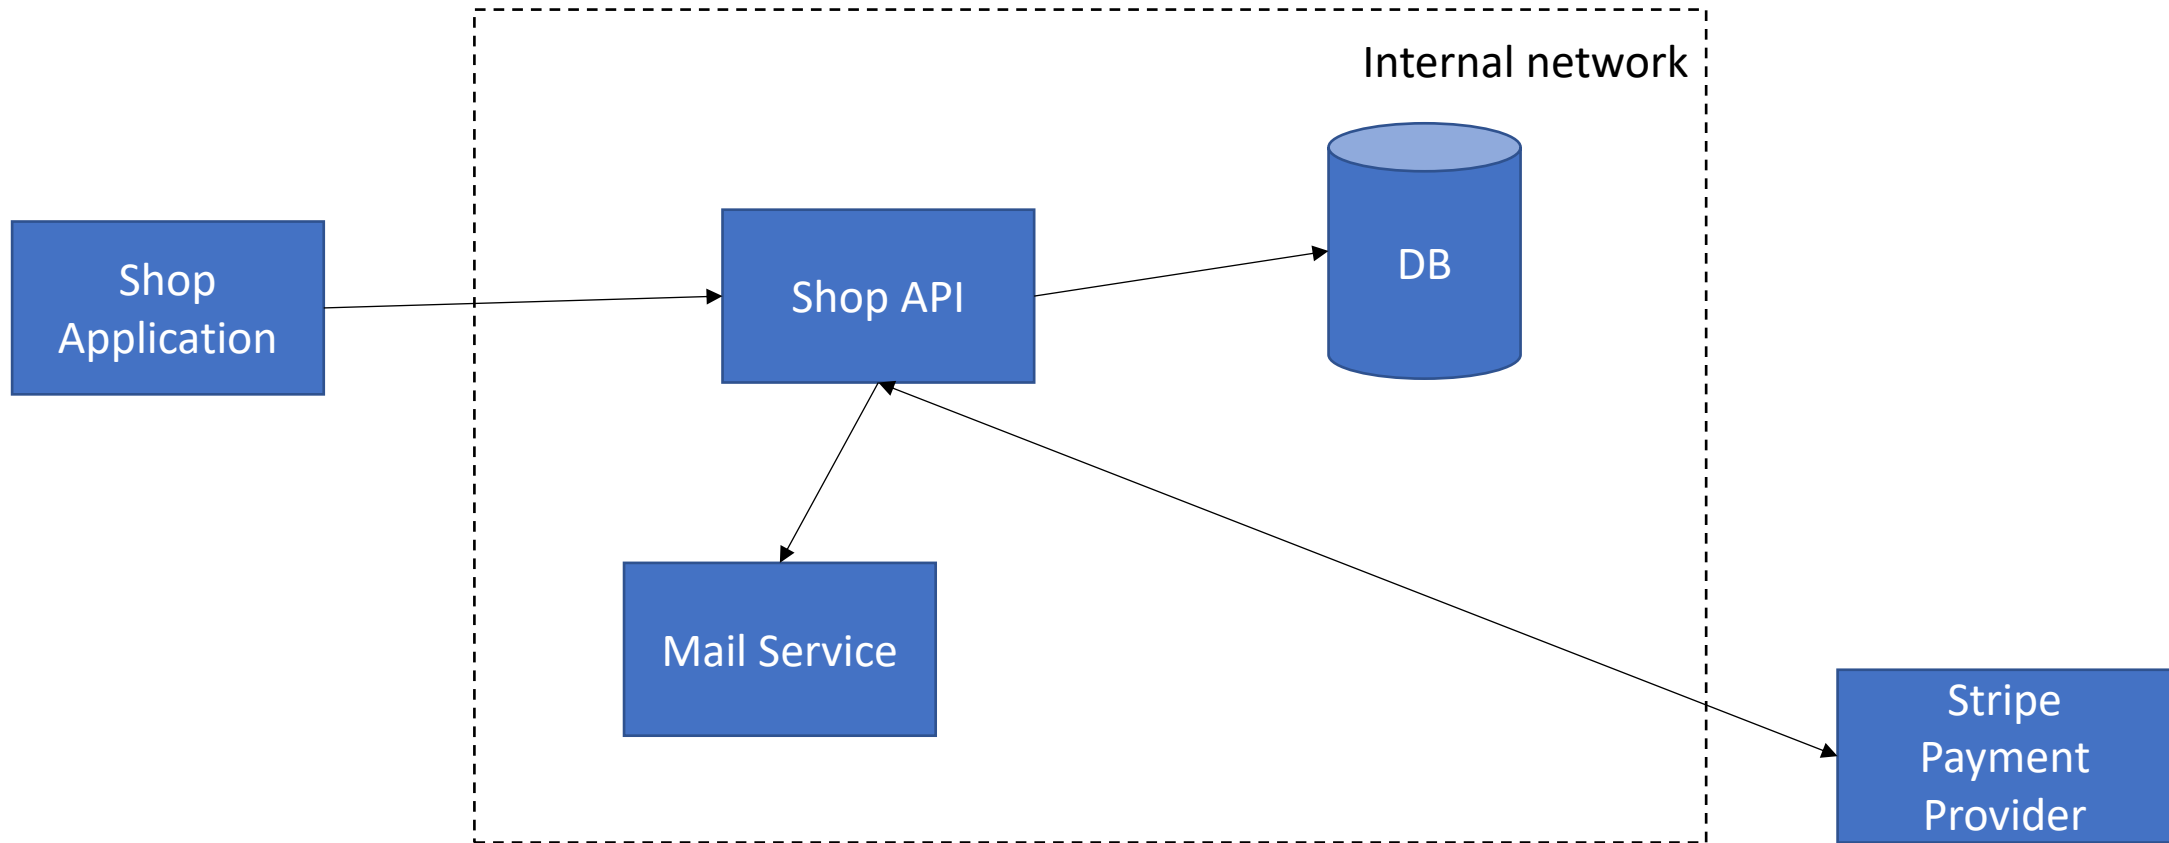 Internal network
Shop
Application
Shop API
DB
Mail Service
Stripe
Payment
Provider